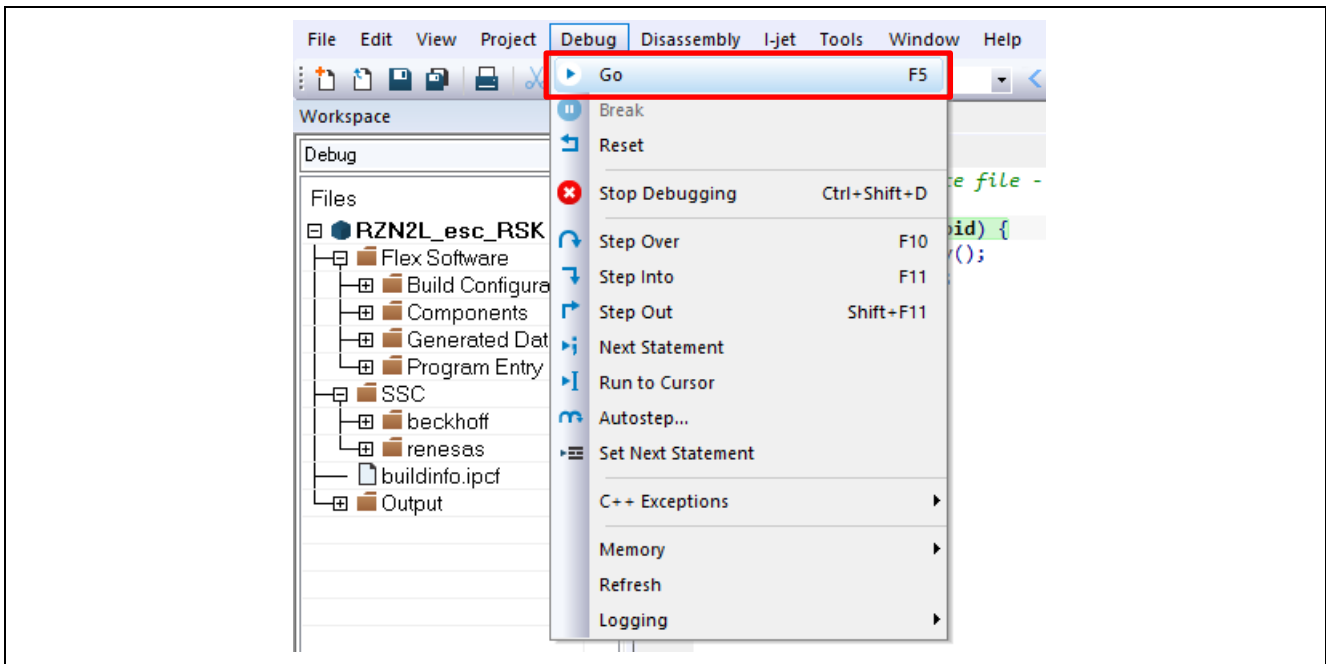 File Edit View Project Debug Disassembly I-jet Tools Window Help
Go F5
Workspace
Break
Debug
Reset
file -
Files
Stop Debugging Ctrl+Shift+D
RZN2L_esc_RSK
) {
Step Over F10
();
Flex Software
Step Into F11
Build Configura
Components
Step Out Shift+F11
Generated Dat
Next Statement
Program Entry
Run to Cursor
SSC
beckhoff
Autostep...
renesas
Set Next Statement
buildinfo.ipcf
Output
C++ Exceptions
Memory
Refresh
Logging